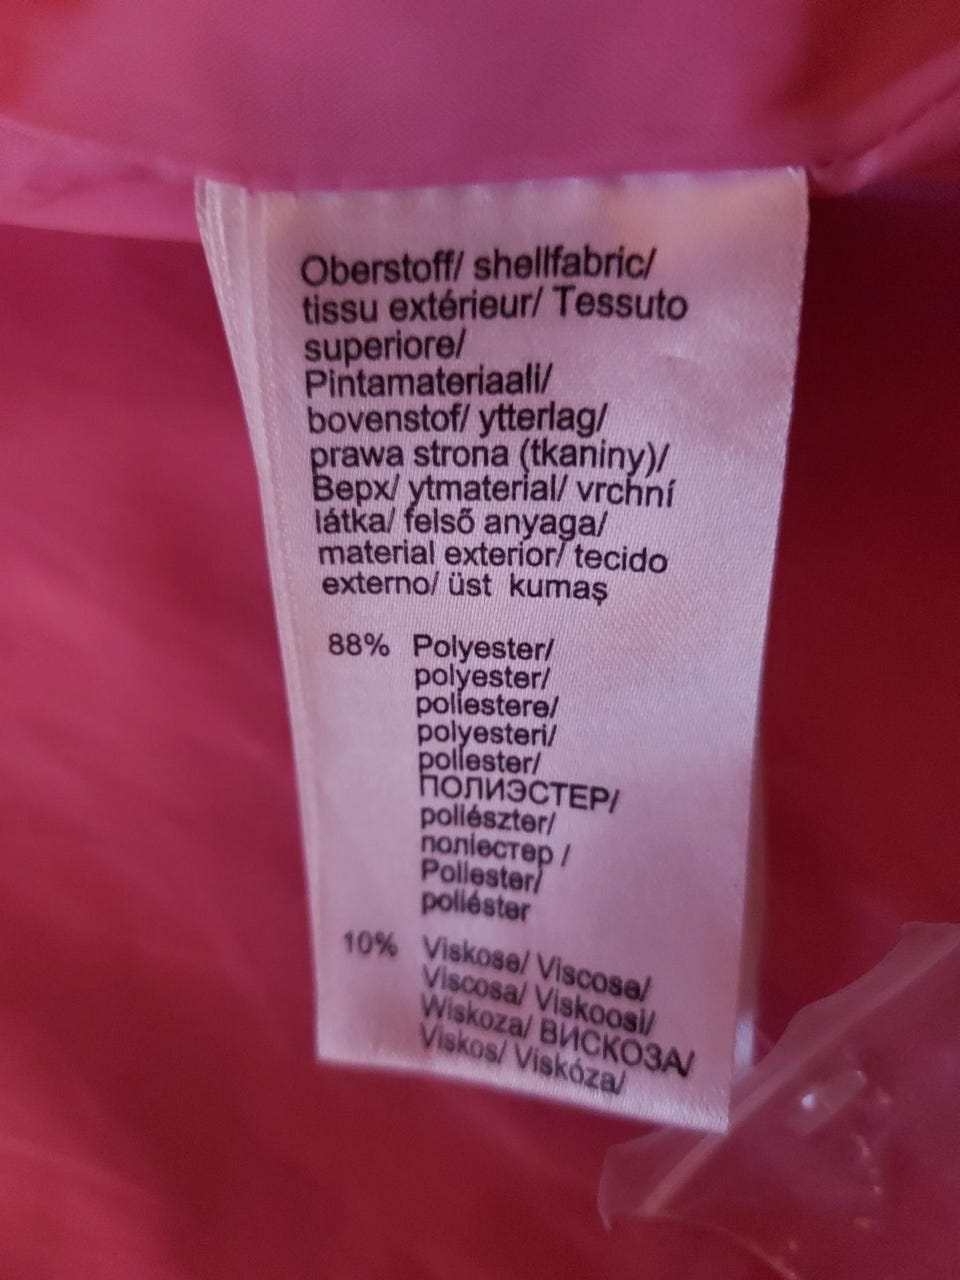 Oberstoff/ shellfabric/
tissu extérieur/ Tessuto
superiore/
Pintamateriaali/
bovenstof/ ytterlag/
prawa strona (tkaniny)/
Верх/ ytmaterial/ vrchní
látka/ felső anyaga/
material exterior/ tecido
externo/ üst kumaş
88% Polyester/
polyester/
poliestere/
polyesteri/
poliester/
ПОЛИЭСТЕР/
poliészter/
поліестер /
Poliester/
poliéster
10% Viskose/ Viscose/
Viscosa/ Viskoosi/
Wiskoza/ ВИСКОЗА/
Viskos/ Viskóza/